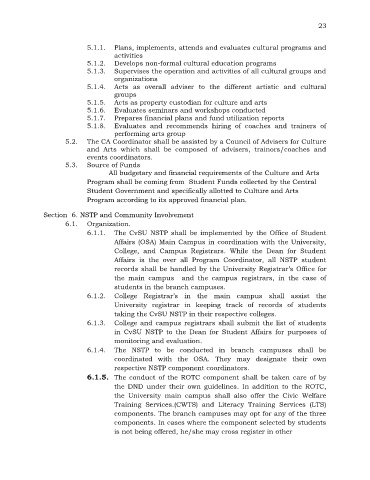 23
5.1.1. Plans, implements, attends and evaluates cultural programs and
activities
5.1.2. Develops non-formal cultural education programs
5.1.3. Supervises the operation and activities of all cultural groups and
organizations
5.1.4. Acts as overall adviser to the different artistic and cultural
groups
5.1.5. Acts as property custodian for culture and arts
5.1.6. Evaluates seminars and workshops conducted
5.1.7. Prepares financial plans and fund utilization reports
5.1.8. Evaluates and recommends hiring of coaches and trainers of
performing arts group
5.2. The CA Coordinator shall be assisted by a Council of Advisers for Culture
and Arts which shall be composed of advisers, trainors/coaches and
events coordinators.
5.3. Source of Funds
All budgetary and financial requirements of the Culture and Arts
Program shall be coming from Student Funds collected by the Central
Student Government and specifically allotted to Culture and Arts
Program according to its approved financial plan.
Section 6. NSTP and Community Involvement
6.1. Organization.
6.1.1. The CvSU NSTP shall be implemented by the Office of Student
Affairs (OSA) Main Campus in coordination with the University,
College, and Campus Registrars. While the Dean for Student
Affairs is the over all Program Coordinator, all NSTP student
records shall be handled by the University Registrar's Office for
the main campus and the campus registrars, in the case of
students in the branch campuses.
6.1.2. College Registrar's in the main campus shall assist the
University registrar in keeping track of records of students
taking the CvSU NSTP in their respective colleges.
6.1.3. College and campus registrars shall submit the list of students
in CvSU NSTP to the Dean for Student Affairs for purposes of
monitoring and evaluation.
6.1.4. The NSTP to be conducted in branch campuses shall be
coordinated with the OSA. They may designate their own
respective NSTP component coordinators.
6.1.5. The conduct of the ROTC component shall be taken care of by
the DND under their own guidelines. In addition to the ROTC,
the University main campus shall also offer the Civic Welfare
Training Services.(CWTS) and Literacy Training Services (LTS)
components. The branch campuses may opt for any of the three
components. In cases where the component selected by students
is not being offered, he/she may cross register in other